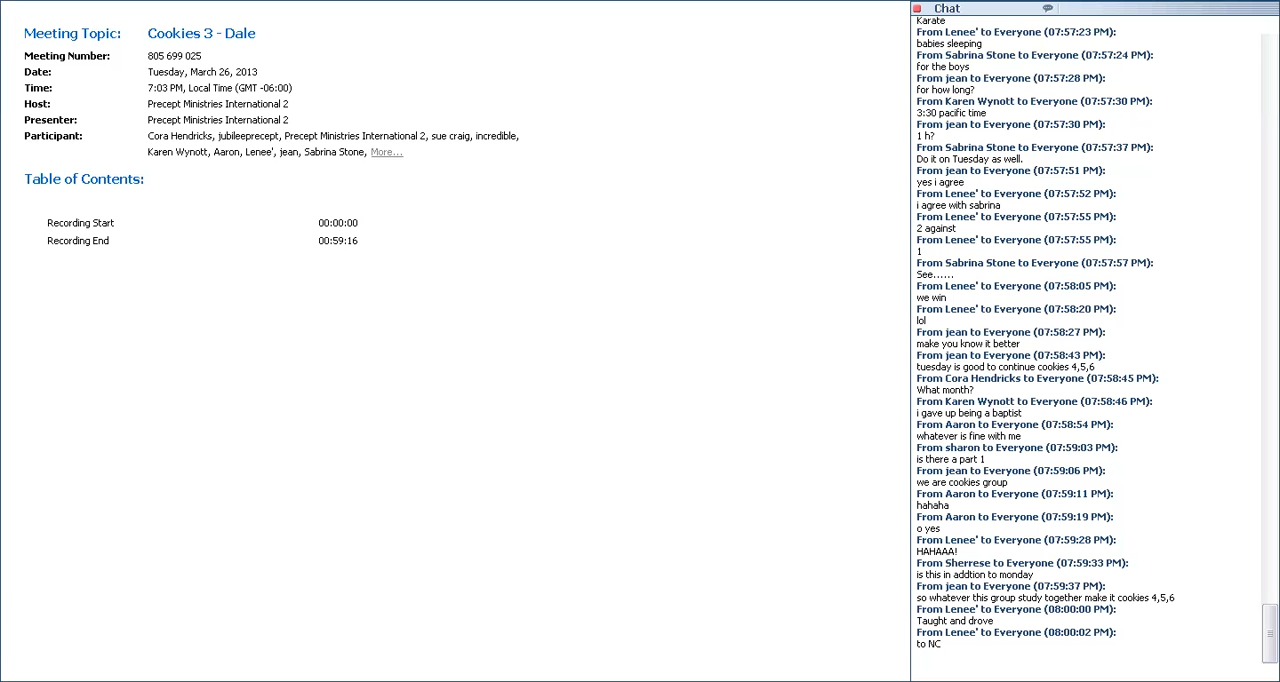 Meeting Topic: Cookies 3 - Dale
Meeting Number: 805 699 025
Date: Tuesday, March 26, 2013
Time: 7:03 PM, Local Time (GMT -06:00)
Host: Precept Ministries International 2
Presenter: Precept Ministries International 2
Participant: Cora Hendricks, jubileeprecept, Precept Ministries International 2, sue craig, incredible,
Karen Wynott, Aaron, Lenee', jean, Sabrina Stone, More...
Table of Contents:
Recording Start 00:00:00
Recording End 00:59:16
Chat
Karate
From Lenee' to Everyone (07:57:23 PM):
babies sleeping
From Sabrina Stone to Everyone (07:57:24 PM):
for the boys
From jean to Everyone (07:57:28 PM):
for how long?
From Karen Wynott to Everyone (07:57:30 PM):
3:30 pacific time
From jean to Everyone (07:57:30 PM):
1 h?
From Sabrina Stone to Everyone (07:57:37 PM):
Do it on Tuesday as well.
From jean to Everyone (07:57:51 PM):
yes i agree
From Lenee' to Everyone (07:57:52 PM):
i agree with sabrina
From Lenee' to Everyone (07:57:55 PM):
2 against
From Lenee' to Everyone (07:57:55 PM):
1
From Sabrina Stone to Everyone (07:57:57 PM):
See......
From Lenee' to Everyone (07:58:05 PM):
we win
From Lenee' to Everyone (07:58:20 PM):
lol
From jean to Everyone (07:58:27 PM):
make you know it better
From jean to Everyone (07:58:43 PM):
tuesday is good to continue cookies 4,5,6
From Cora Hendricks to Everyone (07:58:45 PM):
What month?
From Karen Wynott to Everyone (07:58:46 PM):
i gave up being a baptist
From Aaron to Everyone (07:58:54 PM):
whatever is fine with me
From sharon to Everyone (07:59:03 PM):
is there a part 1
From jean to Everyone (07:59:06 PM):
we are cookies group
From Aaron to Everyone (07:59:11 PM):
hahaha
From Aaron to Everyone (07:59:19 PM):
o yes
From Lenee' to Everyone (07:59:28 PM):
HAHAAA!
From Sherrese to Everyone (07:59:33 PM):
is this in addtion to monday
From jean to Everyone (07:59:37 PM):
so whatever this group study together make it cookies 4,5,6
From Lenee' to Everyone (08:00:00 PM):
Taught and drove
From Lenee' to Everyone (08:00:02 PM):
to NC